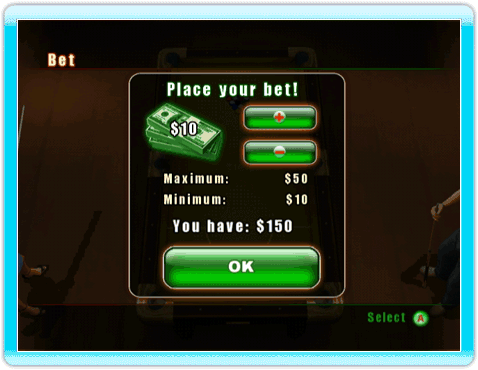 Bet
Place your bet!
$10
+
-
Maximum: $50
Minimum: $10
You have: $150
OK
Select A